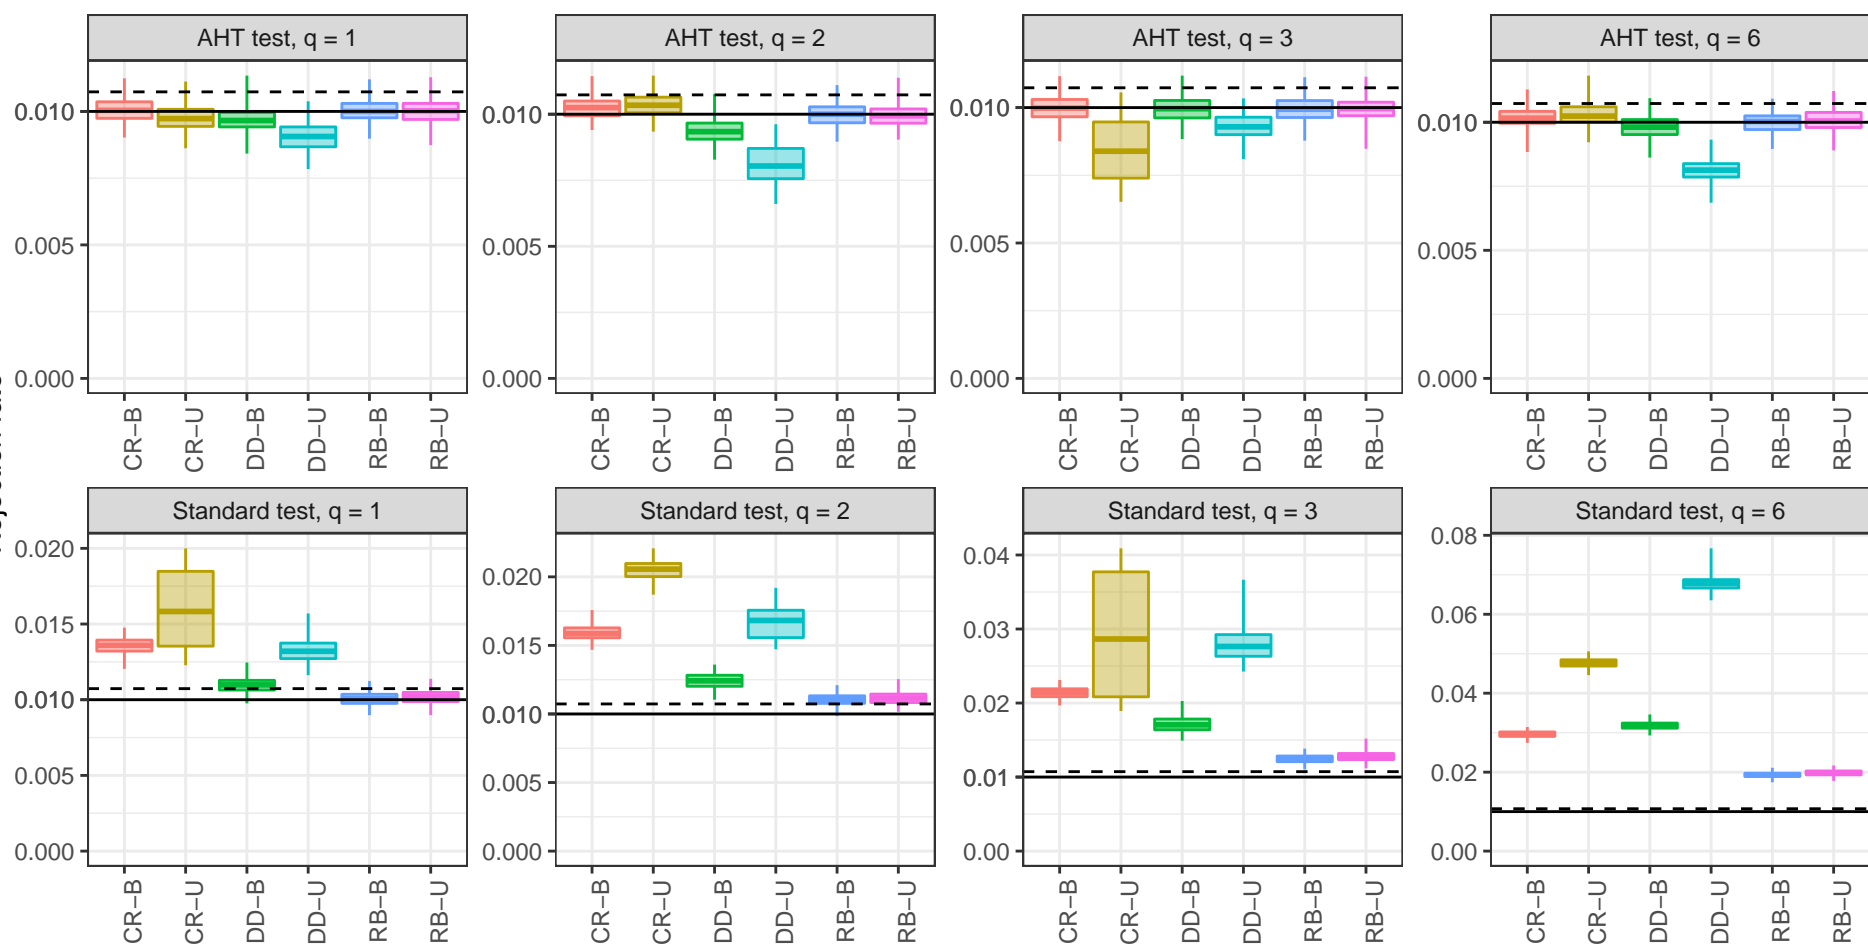 AHT test, q = 1
AHT test, q = 2
AHT test, q = 3
AHT test, q = 6
0.010
0.005
0.000
0.010
0.005
0.000
0.010
0.005
0.000
0.010
0.005
0.000
CR−B
CR−U
DD−B
DD−U
RB−B
RB−U
CR−B
CR−U
DD−B
DD−U
RB−B
RB−U
CR−B
CR−U
DD−B
DD−U
RB−B
RB−U
CR−B
CR−U
DD−B
DD−U
RB−B
RB−U
Standard test, q = 1
Standard test, q = 2
Standard test, q = 3
Standard test, q = 6
0.020
0.015
0.010
0.005
0.000
0.020
0.015
0.010
0.005
0.000
0.04
0.03
0.02
0.01
0.00
0.08
0.06
0.04
0.02
0.00
CR−B
CR−U
DD−B
DD−U
RB−B
RB−U
CR−B
CR−U
DD−B
DD−U
RB−B
RB−U
CR−B
CR−U
DD−B
DD−U
RB−B
RB−U
CR−B
CR−U
DD−B
DD−U
RB−B
RB−U